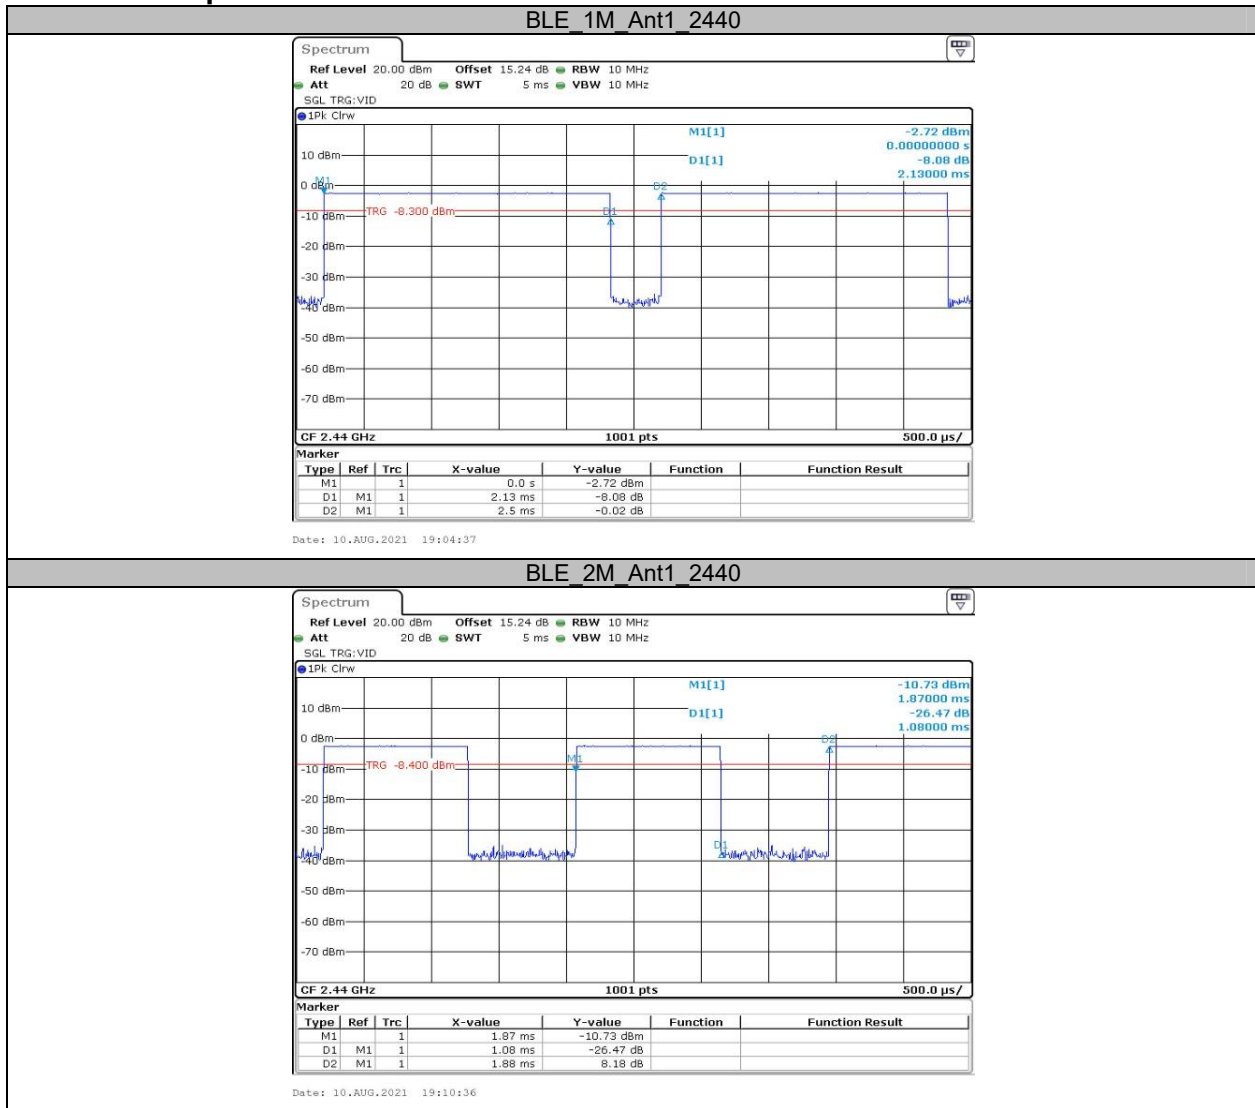 BLE_1M_Ant1_2440
Spectrum
Ref Level 20.00 dBm Offset 15.24 dB RBW 10 MHz
Att 20 dB SWT 5 ms VBW 10 MHz
SGL TRG:VID
1Pk Clrw
M1[1] -2.72 dBm
0.00000000 s
10 dBm
D1[1] -8.08 dB
2.13000 ms
M1
D2
0 dBm
TRG -8.300 dBm
D1
-10 dBm
-20 dBm
-30 dBm
-40 dBm
-50 dBm
-60 dBm
-70 dBm
CF 2.44 GHz 1001 pts 500.0 µs/
Marker
Type Ref Trc X-value Y-value Function Function Result
M1 1 0.0 s -2.72 dBm
D1 M1 1 2.13 ms -8.08 dB
D2 M1 1 2.5 ms -0.02 dB
Date: 10.AUG.2021 19:04:37
BLE_2M_Ant1_2440
Spectrum
Ref Level 20.00 dBm Offset 15.24 dB RBW 10 MHz
Att 20 dB SWT 5 ms VBW 10 MHz
SGL TRG:VID
1Pk Clrw
M1[1] -10.73 dBm
1.87000 ms
10 dBm
D1[1] -26.47 dB
1.08000 ms
0 dBm
D2
M1
TRG -8.400 dBm
-10 dBm
-20 dBm
-30 dBm
D1
-40 dBm
-50 dBm
-60 dBm
-70 dBm
CF 2.44 GHz 1001 pts 500.0 µs/
Marker
Type Ref Trc X-value Y-value Function Function Result
M1 1 1.87 ms -10.73 dBm
D1 M1 1 1.08 ms -26.47 dB
D2 M1 1 1.88 ms 8.18 dB
Date: 10.AUG.2021 19:10:36